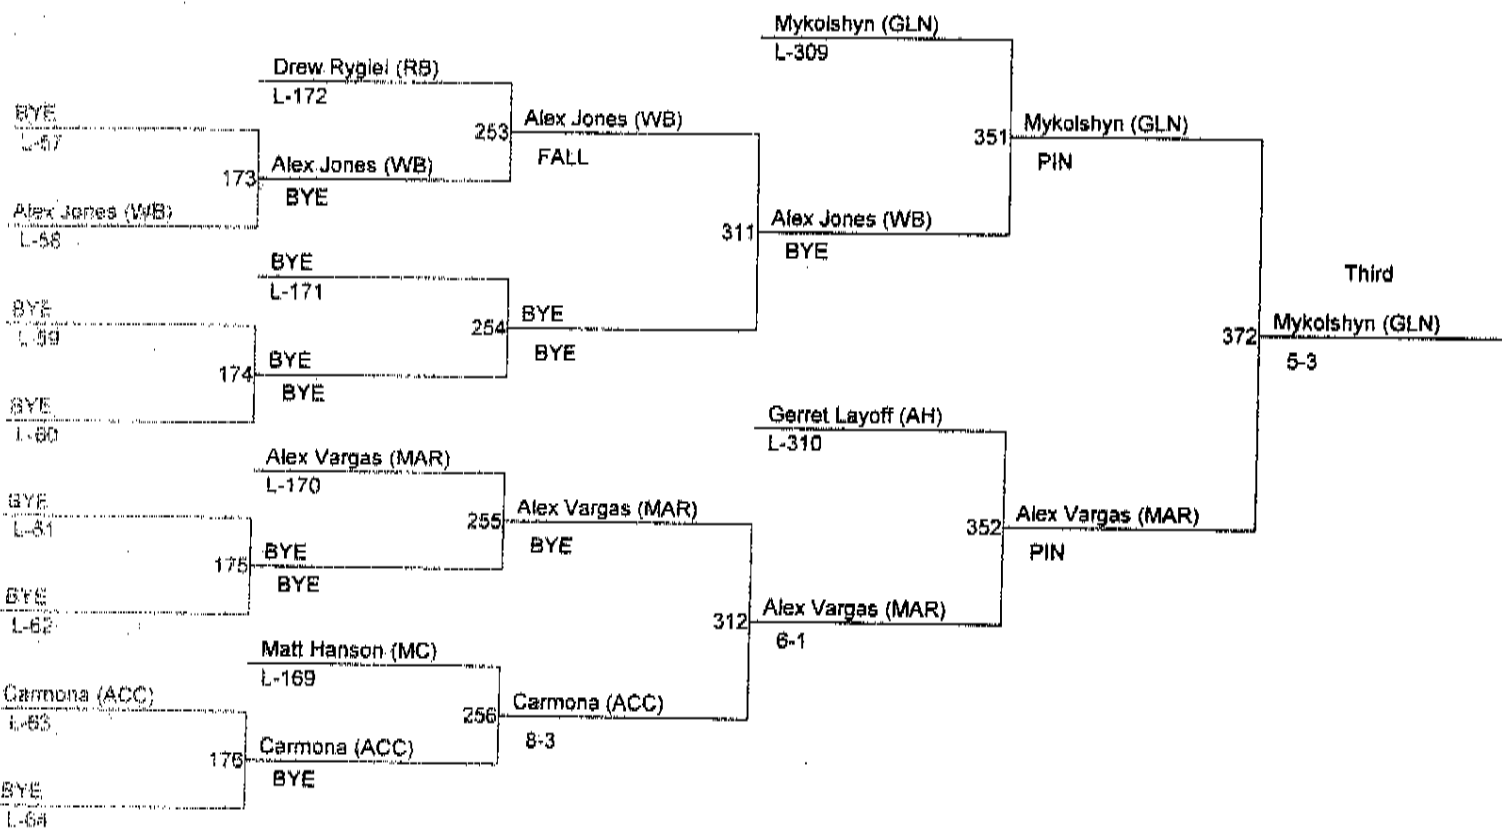 Mykolshyn (GLN)
L-309
Drew Rygiel (RB)
L-172
BYE
L-57
253
Alex Jones (WB)
FALL
351
Mykolshyn (GLN)
PIN
173
Alex Jones (WB)
BYE
Alex Jones (WB)
L-58
311
Alex Jones (WB)
BYE
BYE
L-171
Third
BYE
L-59
254
BYE
BYE
372
Mykolshyn (GLN)
5-3
174
BYE
BYE
BYE
L-60
Gerret Layoff (AH)
L-310
Alex Vargas (MAR)
L-170
BYE
L-61
255
Alex Vargas (MAR)
BYE
352
Alex Vargas (MAR)
PIN
175
BYE
BYE
BYE
L-62
312
Alex Vargas (MAR)
6-1
Matt Hanson (MC)
L-169
Carmona (ACC)
L-63
256
Carmona (ACC)
8-3
176
Carmona (ACC)
BYE
BYE
L-64